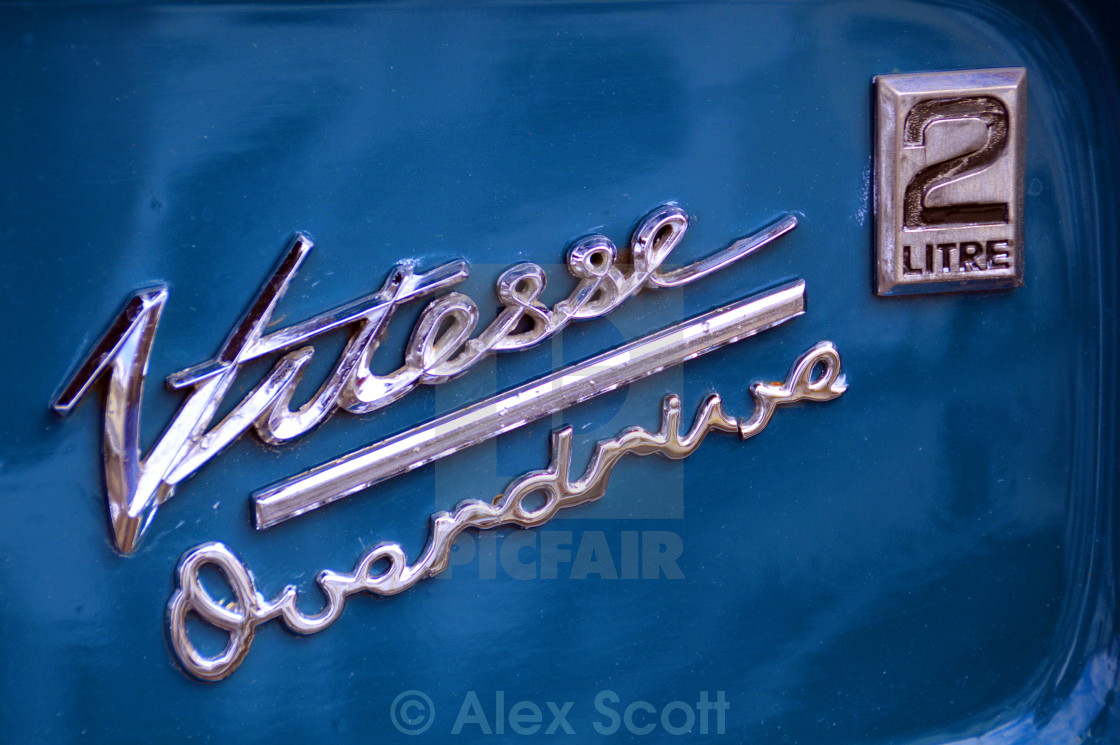 2
LITRE
Vitesse
Overdrive
PICFAIR
© Alex Scott